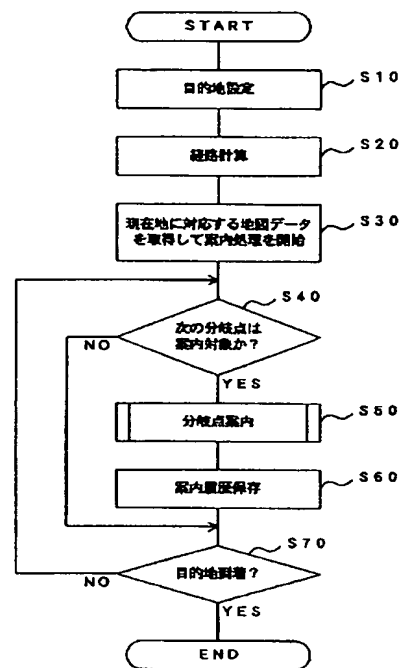 START
目的地設定
S10
経路計算
S20
現在地に対応する地図データ
を取得して案内処理を開始
S30
次の分岐点は
案内対象か?
S40
NO
YES
分岐点案内
S50
案内履歴保存
S60
目的地到着?
S70
NO
YES
END